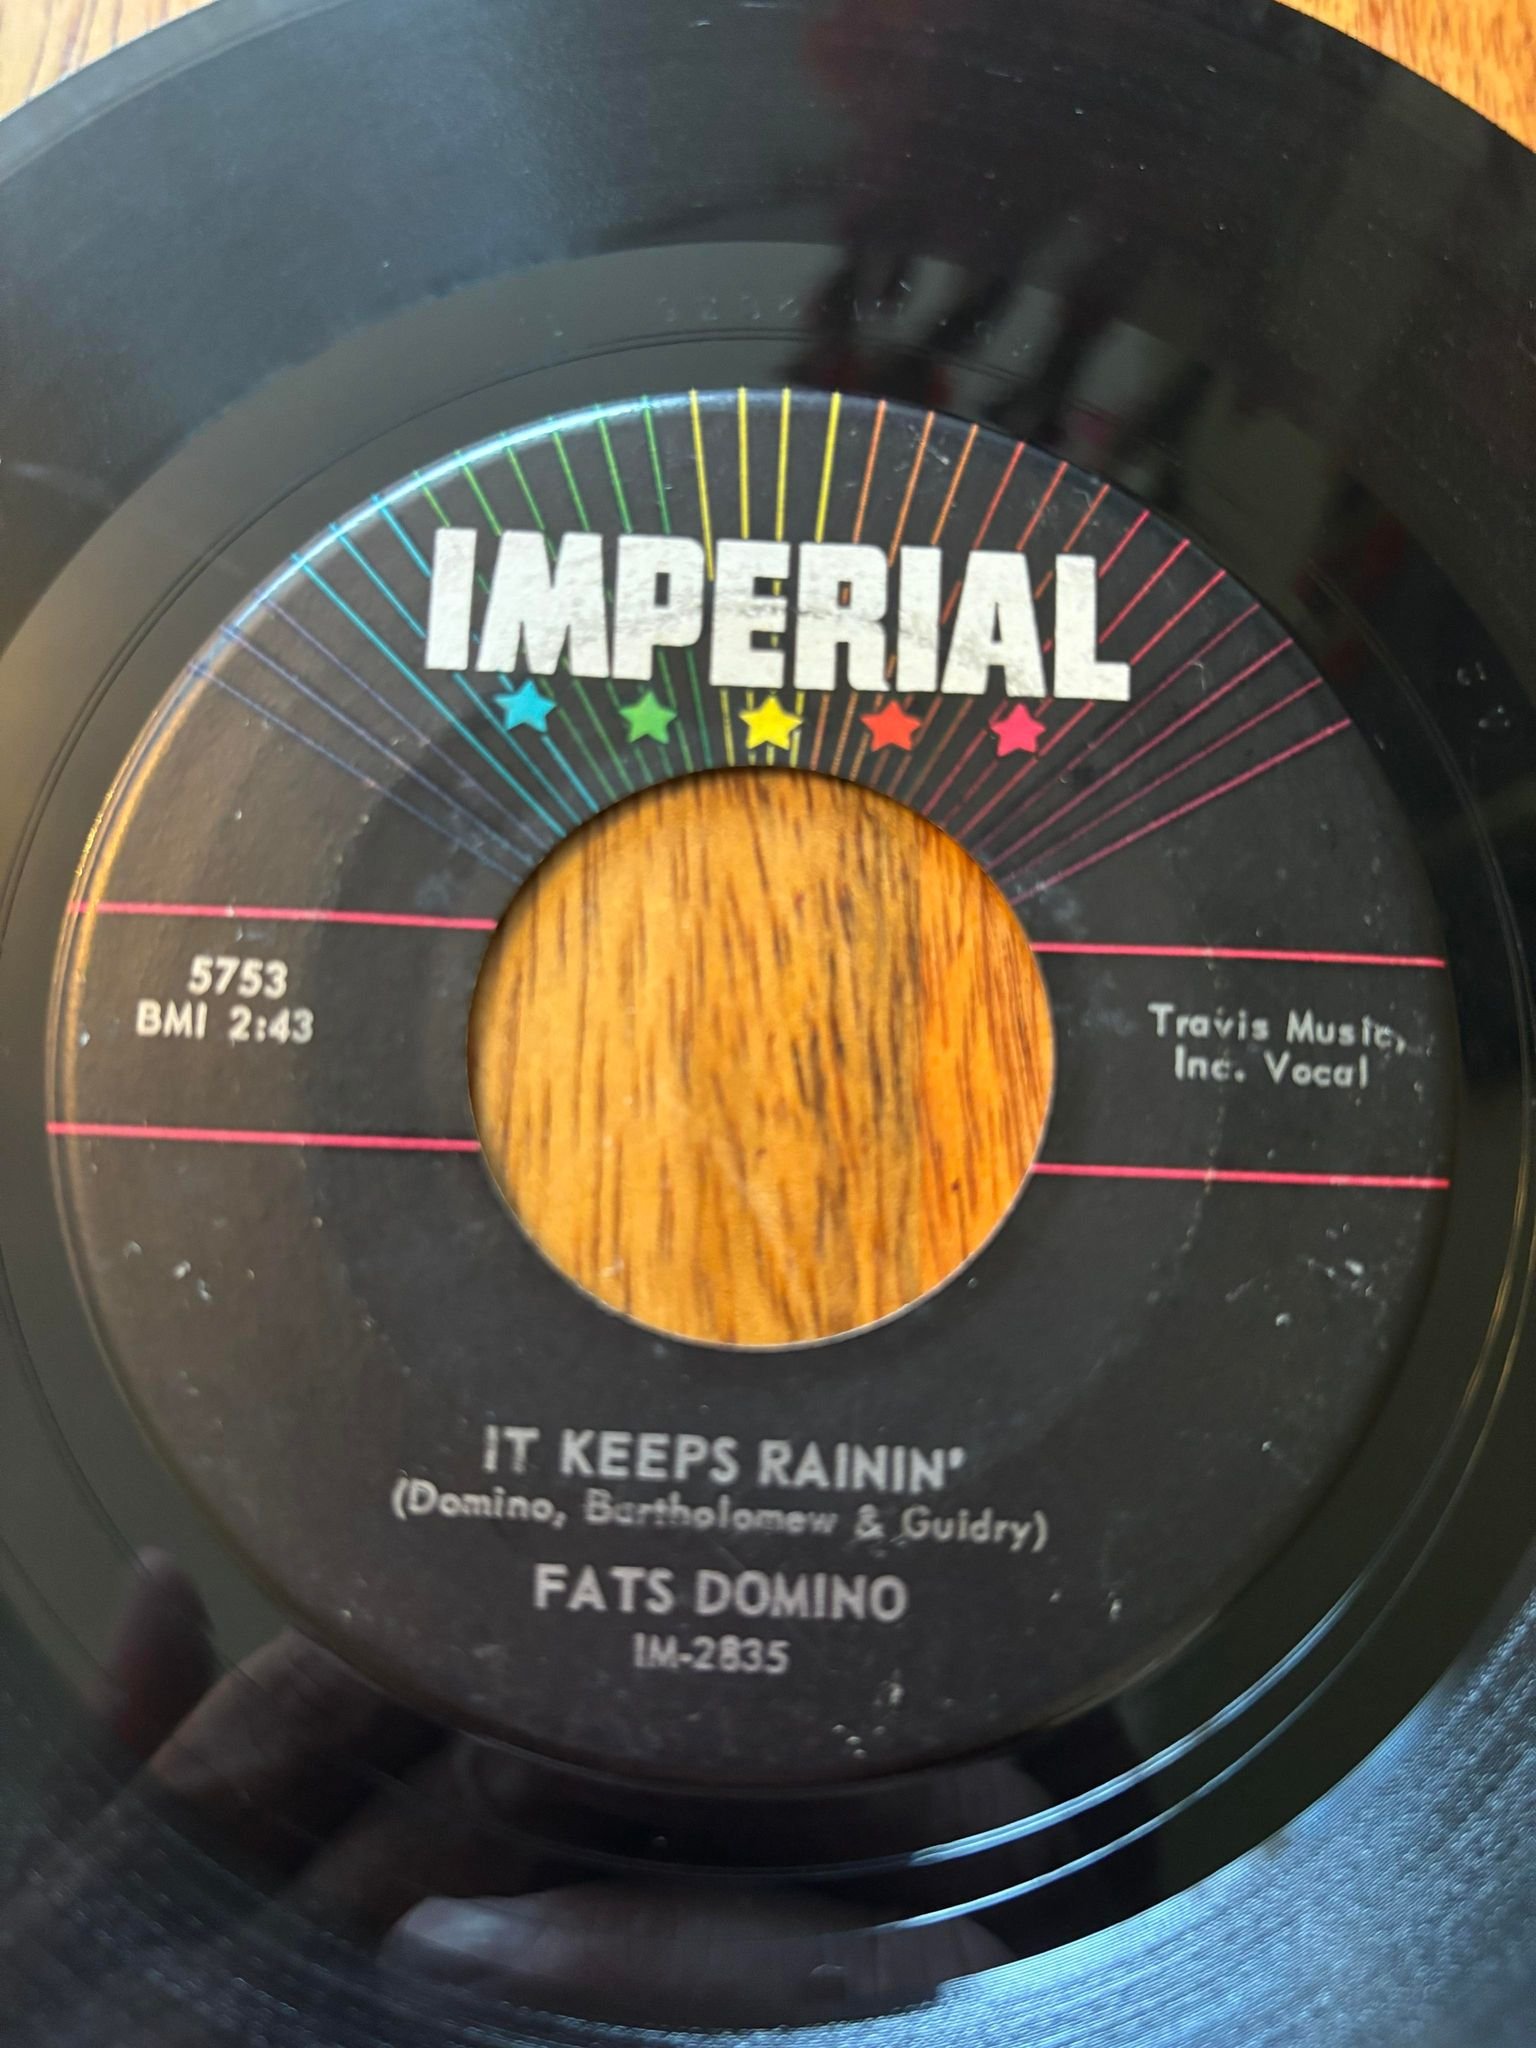 IMPERIAL
5753
BMI 2:43
Travis Music,
Inc. Vocal
IT KEEPS RAININ'
(Domino, Bartholomew & Guidry)
FATS DOMINO
IM-2835